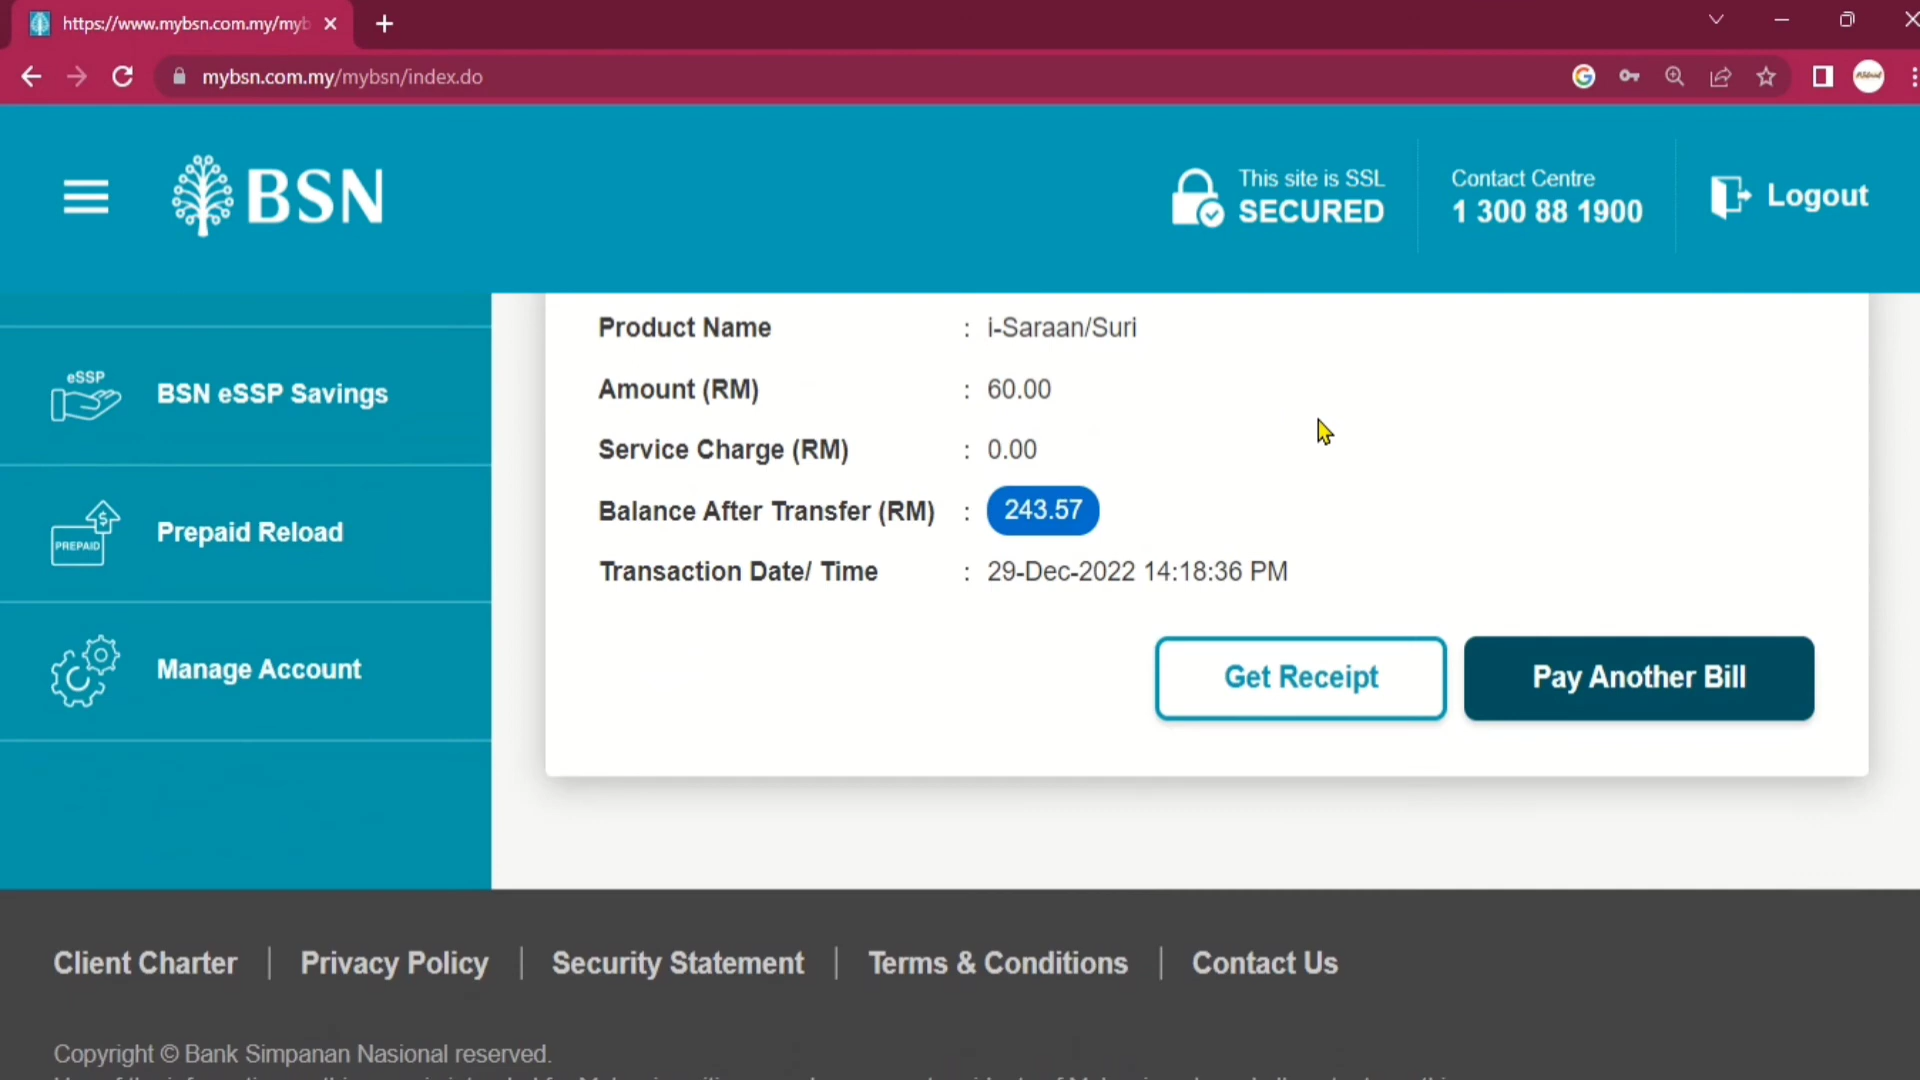 https://www.mybsn.com.my/myb
mybsn.com.my/mybsn/index.do
BSN
This site is SSL
SECURED
Contact Centre
1 300 88 1900
Logout
eSSP
BSN eSSP Savings
PREPAID
Prepaid Reload
Manage Account
Product Name : i-Saraan/Suri
Amount (RM) : 60.00
Service Charge (RM) : 0.00
Balance After Transfer (RM) : 243.57
Transaction Date/ Time : 29-Dec-2022 14:18:36 PM
Get Receipt
Pay Another Bill
Client Charter | Privacy Policy | Security Statement | Terms & Conditions | Contact Us
Copyright © Bank Simpanan Nasional reserved.